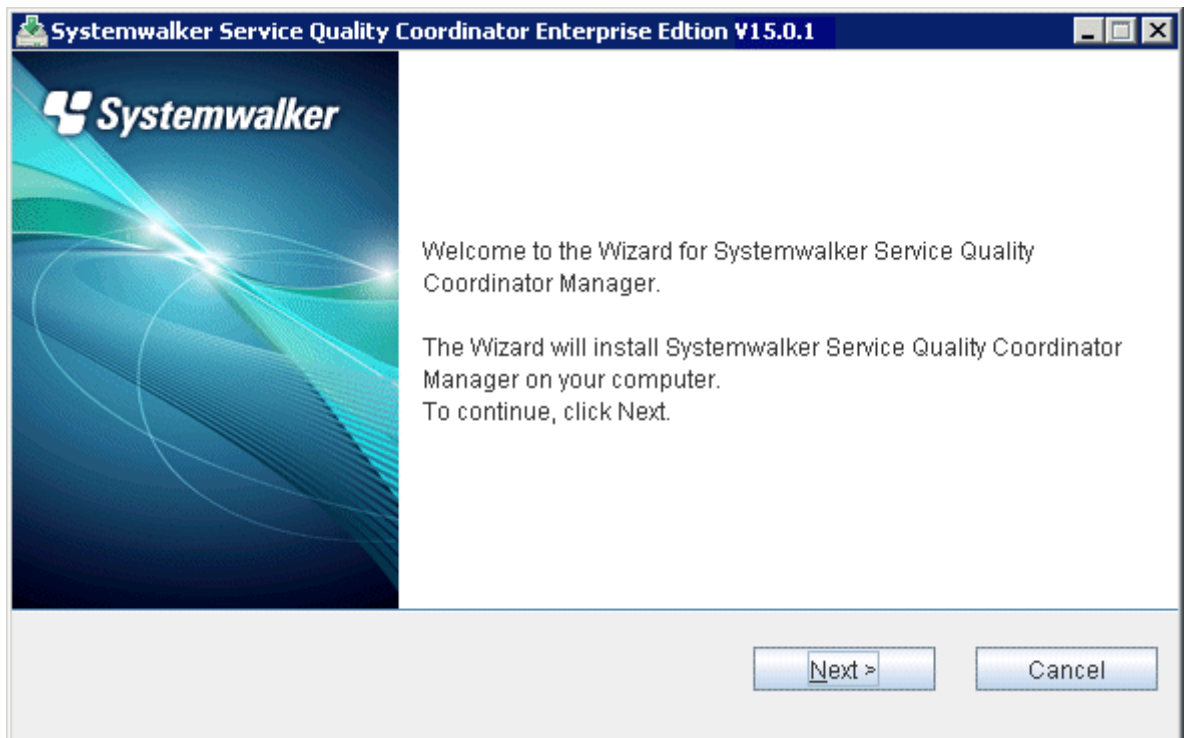 Systemwalker Service Quality Coordinator Enterprise Edtion V15.0.1
Systemwalker
Welcome to the Wizard for Systemwalker Service Quality
Coordinator Manager.
The Wizard will install Systemwalker Service Quality Coordinator
Manager on your computer.
To continue, click Next.
Next >
Cancel